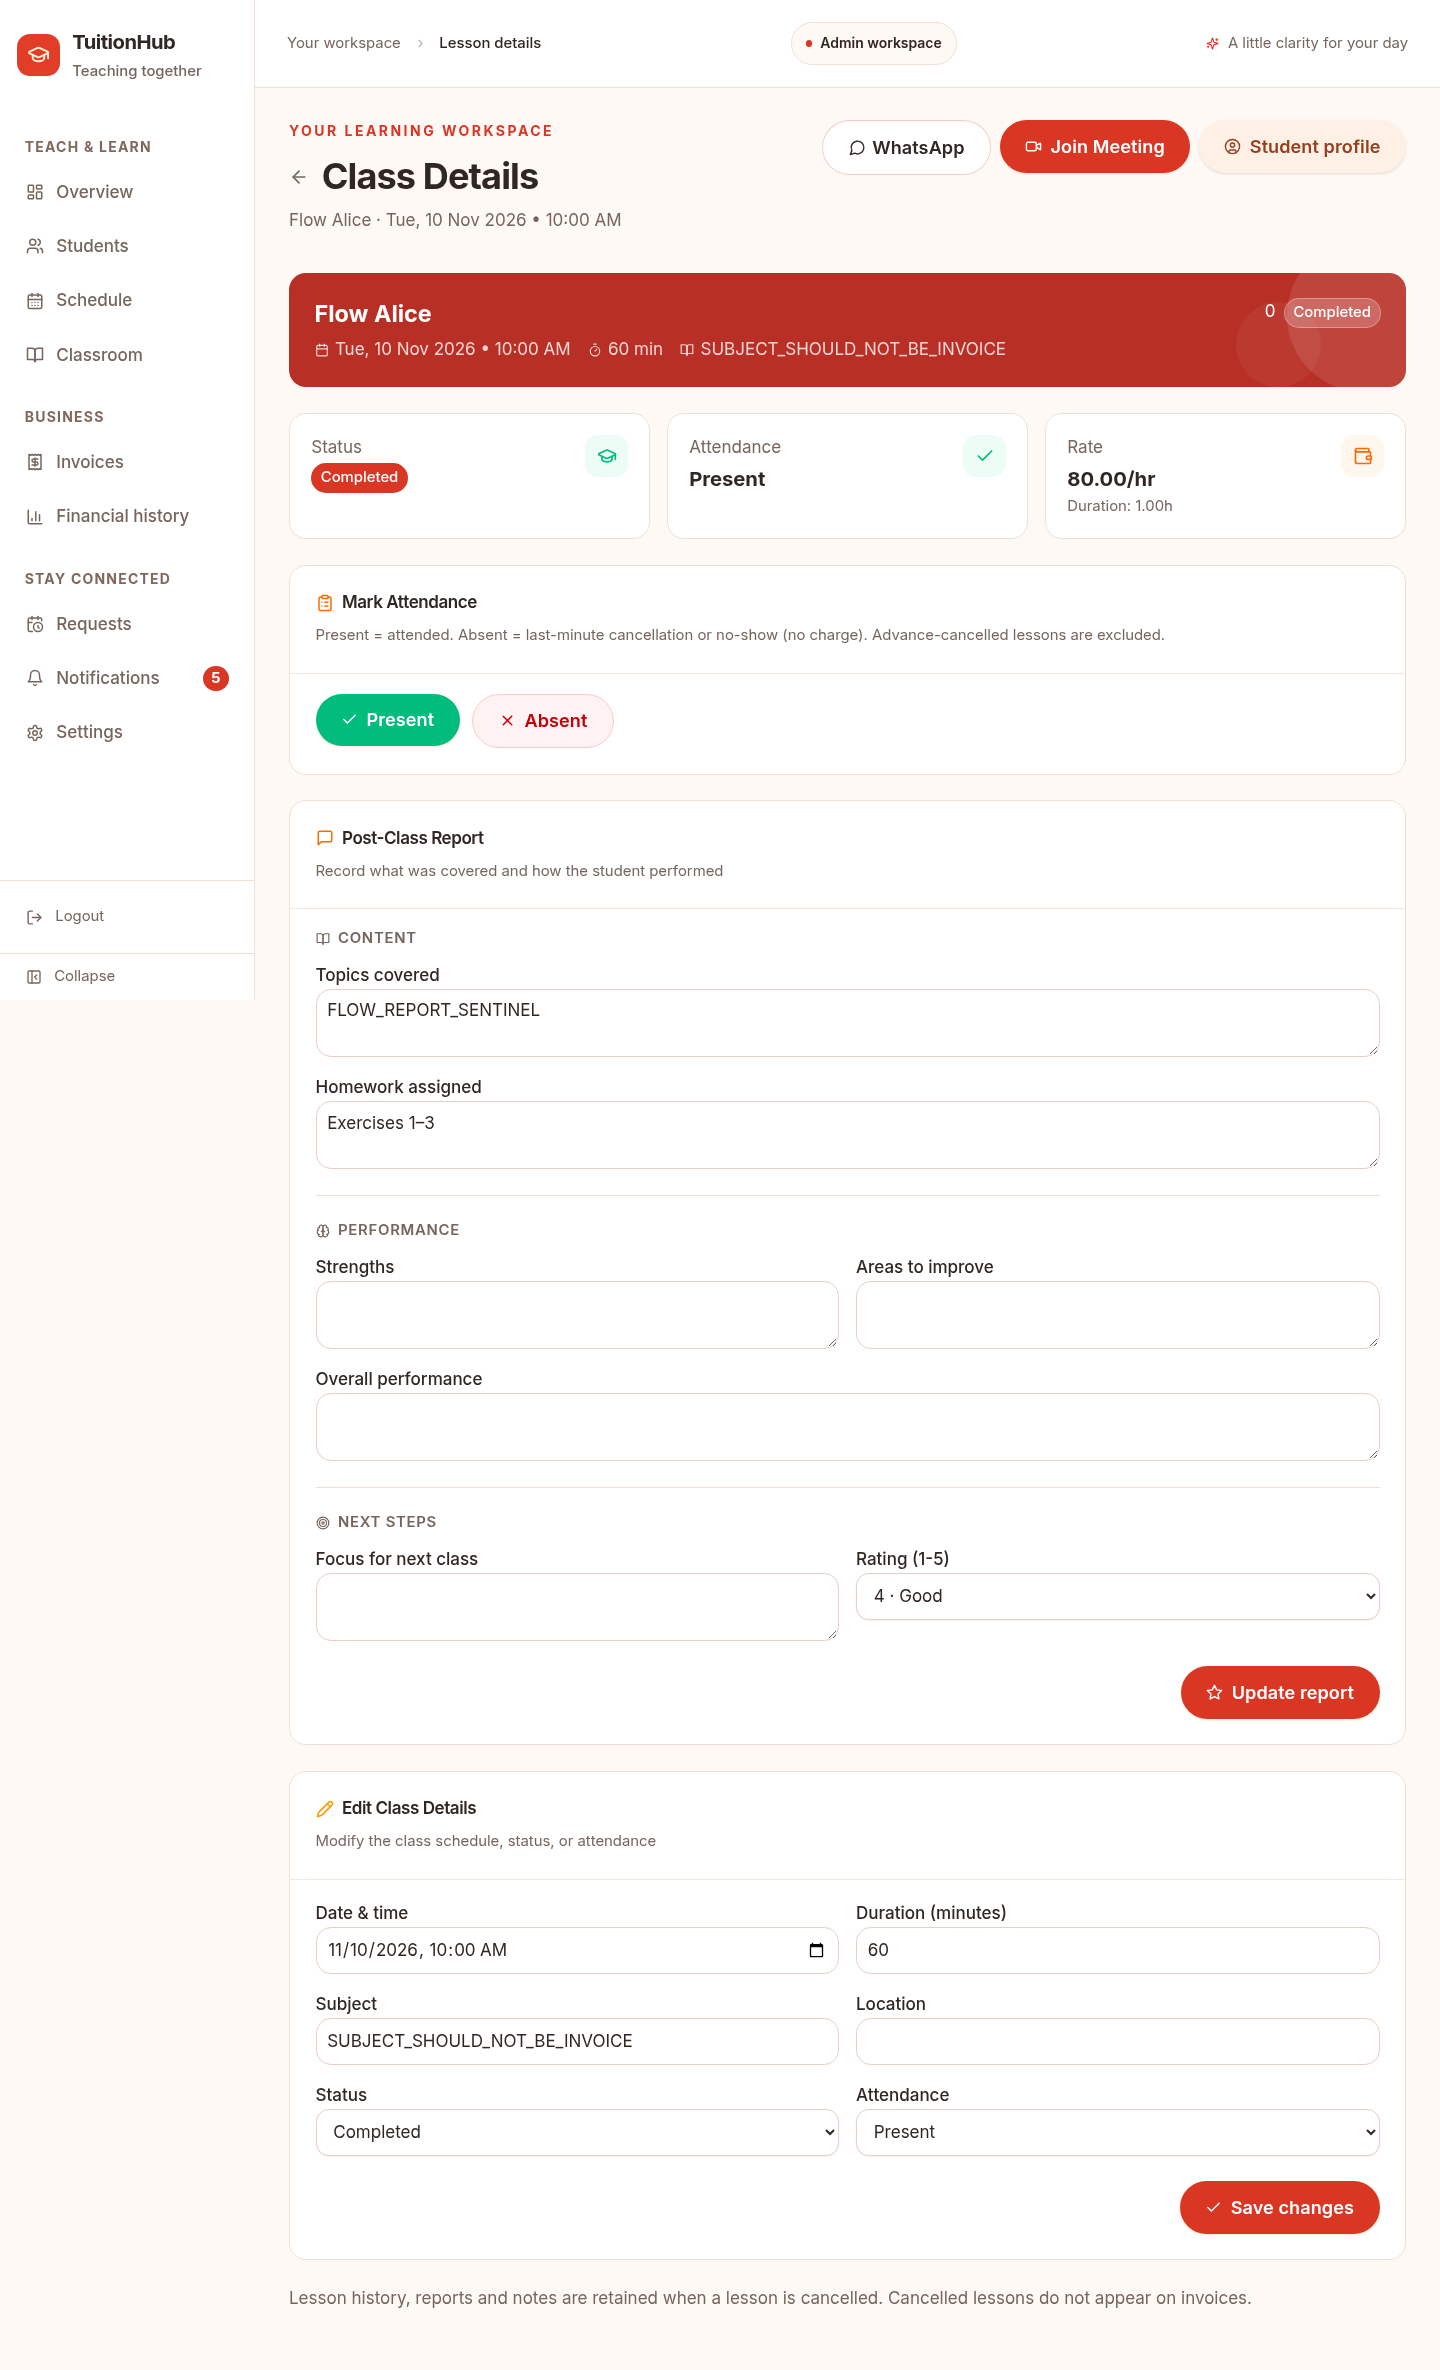 TuitionHub
Teaching together
TEACH & LEARN
Overview
Students
Schedule
Classroom
BUSINESS
Invoices
Financial history
STAY CONNECTED
Requests
Notifications 5
Settings
Logout
Collapse
Your workspace › Lesson details
Admin workspace
A little clarity for your day
YOUR LEARNING WORKSPACE
Class Details
Flow Alice · Tue, 10 Nov 2026 • 10:00 AM
WhatsApp
Join Meeting
Student profile
Flow Alice
0 Completed
Tue, 10 Nov 2026 • 10:00 AM 60 min SUBJECT_SHOULD_NOT_BE_INVOICE
Status
Completed
Attendance
Present
Rate
80.00/hr
Duration: 1.00h
Mark Attendance
Present = attended. Absent = last-minute cancellation or no-show (no charge). Advance-cancelled lessons are excluded.
Present
Absent
Post-Class Report
Record what was covered and how the student performed
CONTENT
Topics covered
FLOW_REPORT_SENTINEL
Homework assigned
Exercises 1–3
PERFORMANCE
Strengths
Areas to improve
Overall performance
NEXT STEPS
Focus for next class
Rating (1-5)
4 · Good
Update report
Edit Class Details
Modify the class schedule, status, or attendance
Date & time
11/10/2026, 10:00 AM
Duration (minutes)
60
Subject
SUBJECT_SHOULD_NOT_BE_INVOICE
Location
Status
Completed
Attendance
Present
Save changes
Lesson history, reports and notes are retained when a lesson is cancelled. Cancelled lessons do not appear on invoices.